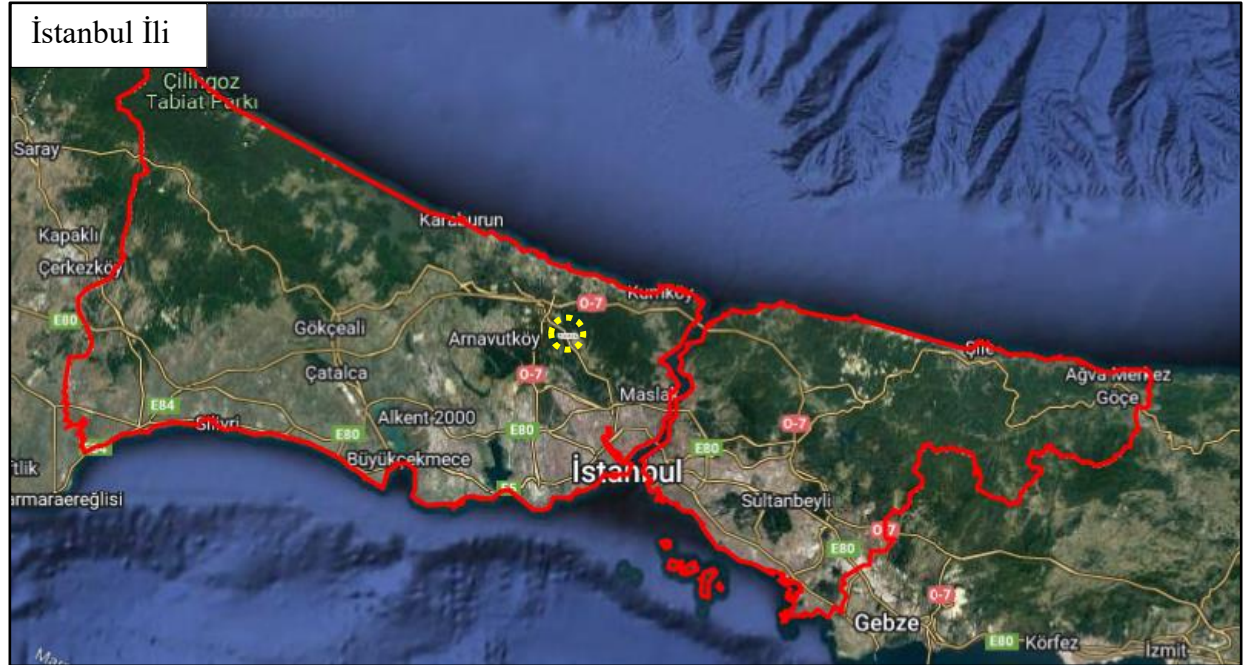 İstanbul İli
Çilingoz
Tabiat Parkı
Saray
Karaburun
Kapaklı
Çerkezköy
Kumköy
O-7
E80
Gökçeali
Arnavutköy
Şile
Çatalca
O-7
Ağva Merkez
Maslak
Göçe
E84
Silivri
Alkent 2000
E80
E80
O-7
E80
Büyükçekmece
İstanbul
ftlik
armaraereğlisi
E5
Sultanbeyli
O-7
E80
O-7
Gebze
E80
Körfez
İzmit